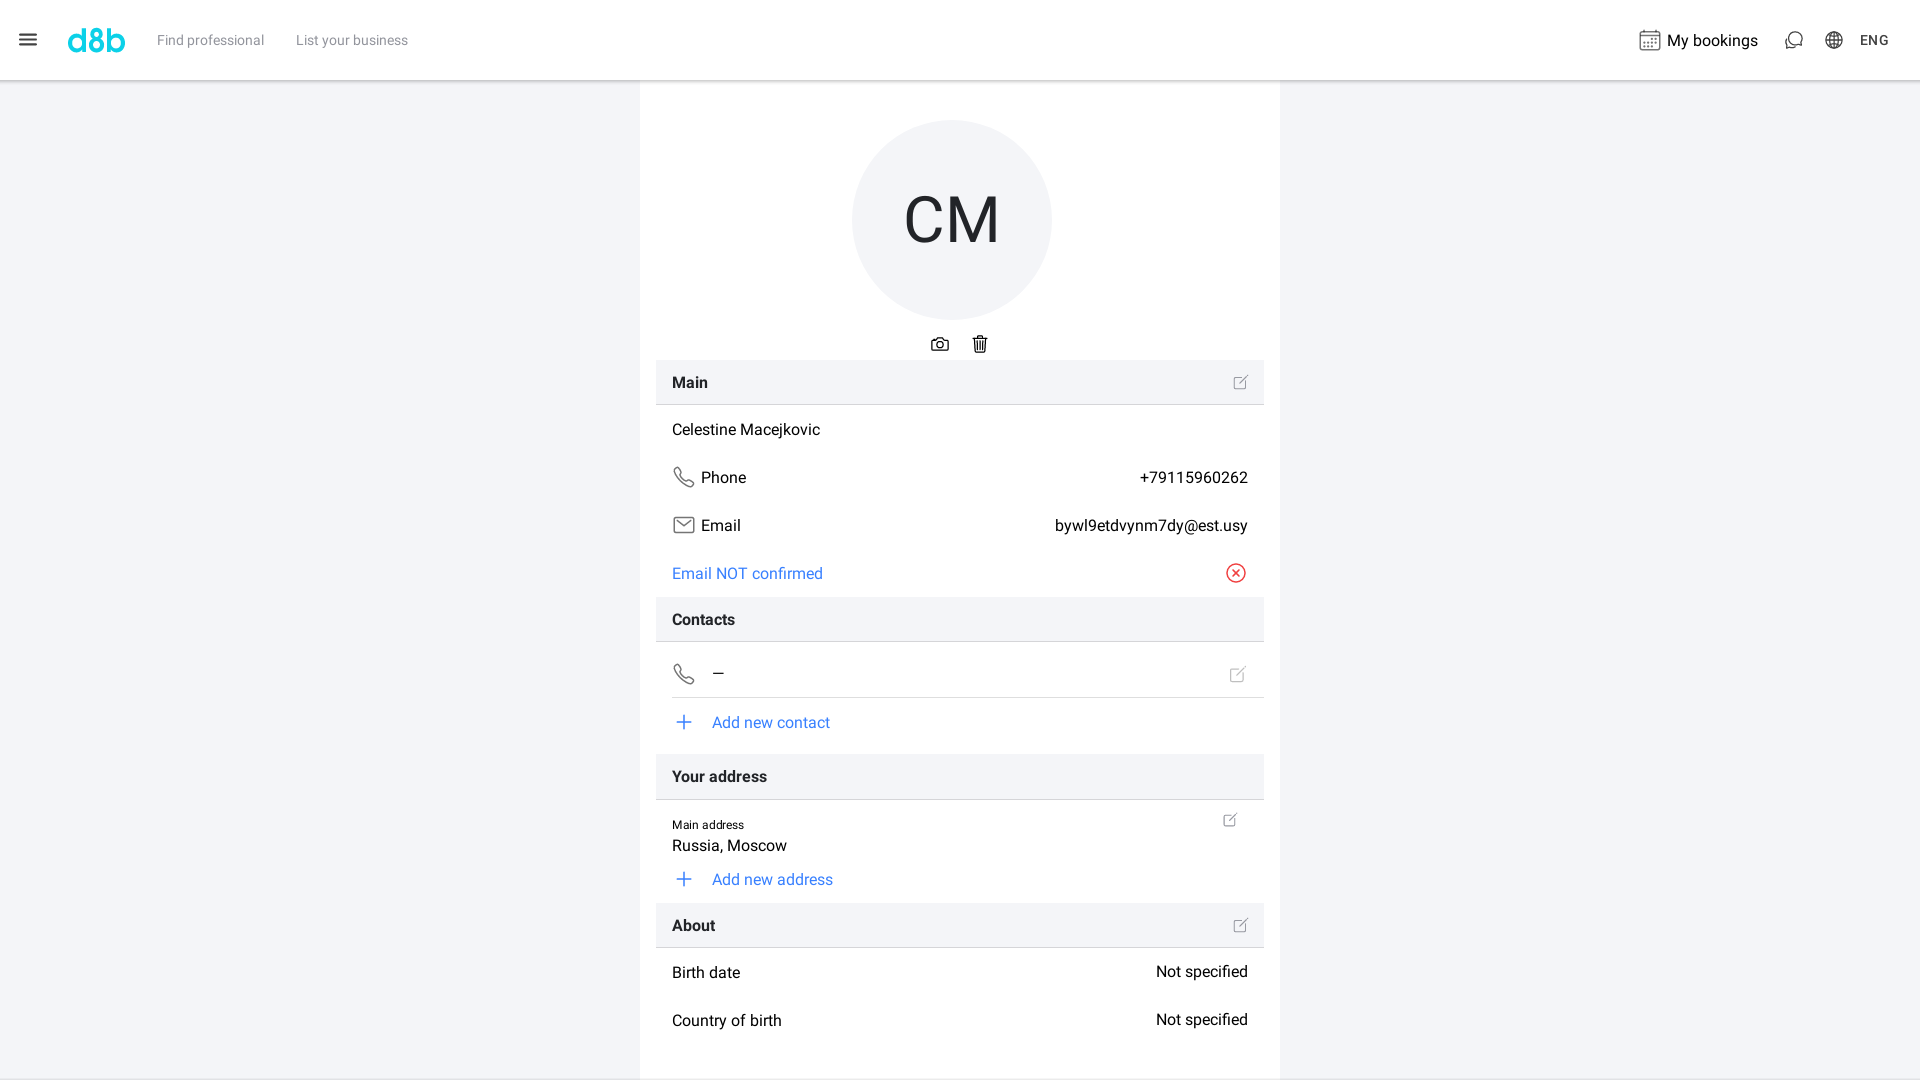 d8b
Find professional
List your business
My bookings
ENG
CM
Main
Celestine Macejkovic
Phone
+79115960262
Email
bywl9etdvynm7dy@est.usy
Email NOT confirmed
Contacts
—
Add new contact
Your address
Main address
Russia, Moscow
Add new address
About
Birth date
Not specified
Country of birth
Not specified